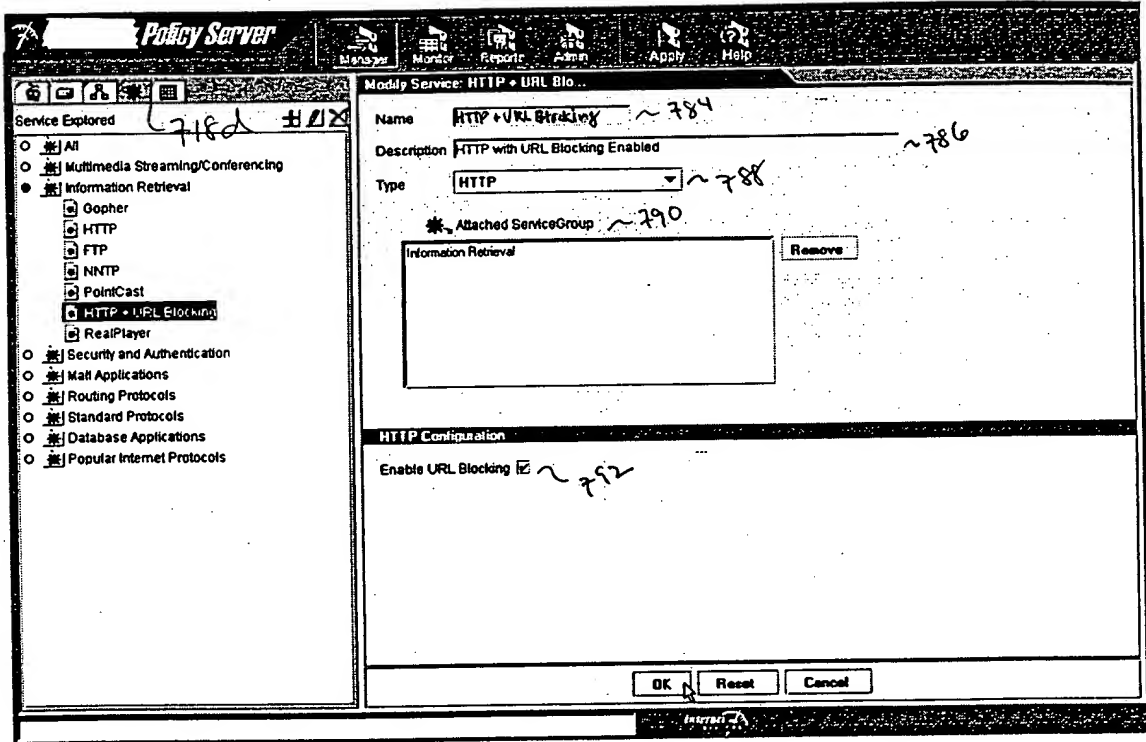 Policy Server
Manager Monitor Reports Admin Apply Help
Modify Service: HTTP + URL Blo...
Service Explored
718d
All
Multimedia Streaming/Conferencing
Information Retrieval
Gopher
HTTP
FTP
NNTP
PointCast
HTTP + URL Blocking
RealPlayer
Security and Authentication
Mail Applications
Routing Protocols
Standard Protocols
Database Applications
Popular Internet Protocols
Name HTTP + URL Blocking ~ 784
Description HTTP with URL Blocking Enabled ~ 786
Type HTTP ~ 788
Attached ServiceGroup ~ 790
Information Retrieval
Remove
HTTP Configuration
Enable URL Blocking ~ 792
OK Reset Cancel